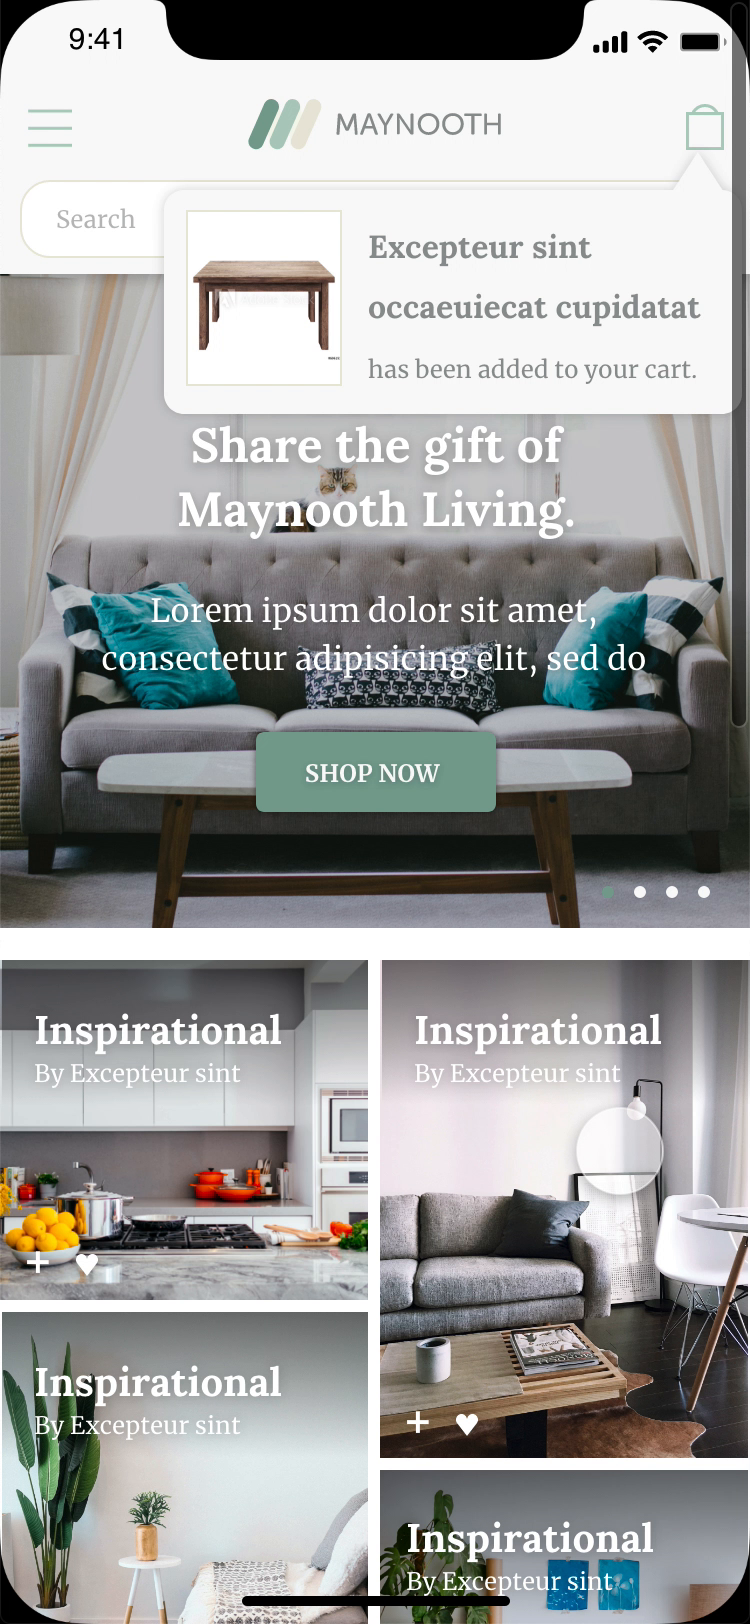 9:41
MAYNOOTH
Search
Excepteur sint
occaeuiecat cupidatat
has been added to your cart.
Share the gift of
Maynooth Living.
Lorem ipsum dolor sit amet,
consectetur adipisicing elit, sed do
SHOP NOW
Inspirational
By Excepteur sint
Inspirational
By Excepteur sint
Inspirational
By Excepteur sint
Inspirational
By Excepteur sint